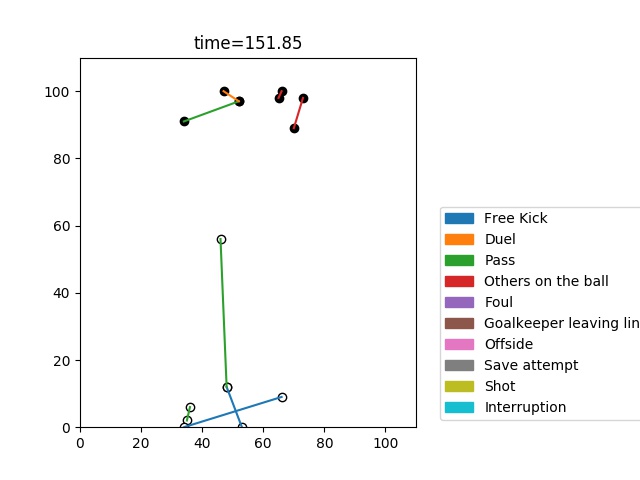 time=151.85
100
80
60
40
20
0
0 20 40 60 80 100
Free Kick
Duel
Pass
Others on the ball
Foul
Goalkeeper leaving lin
Offside
Save attempt
Shot
Interruption